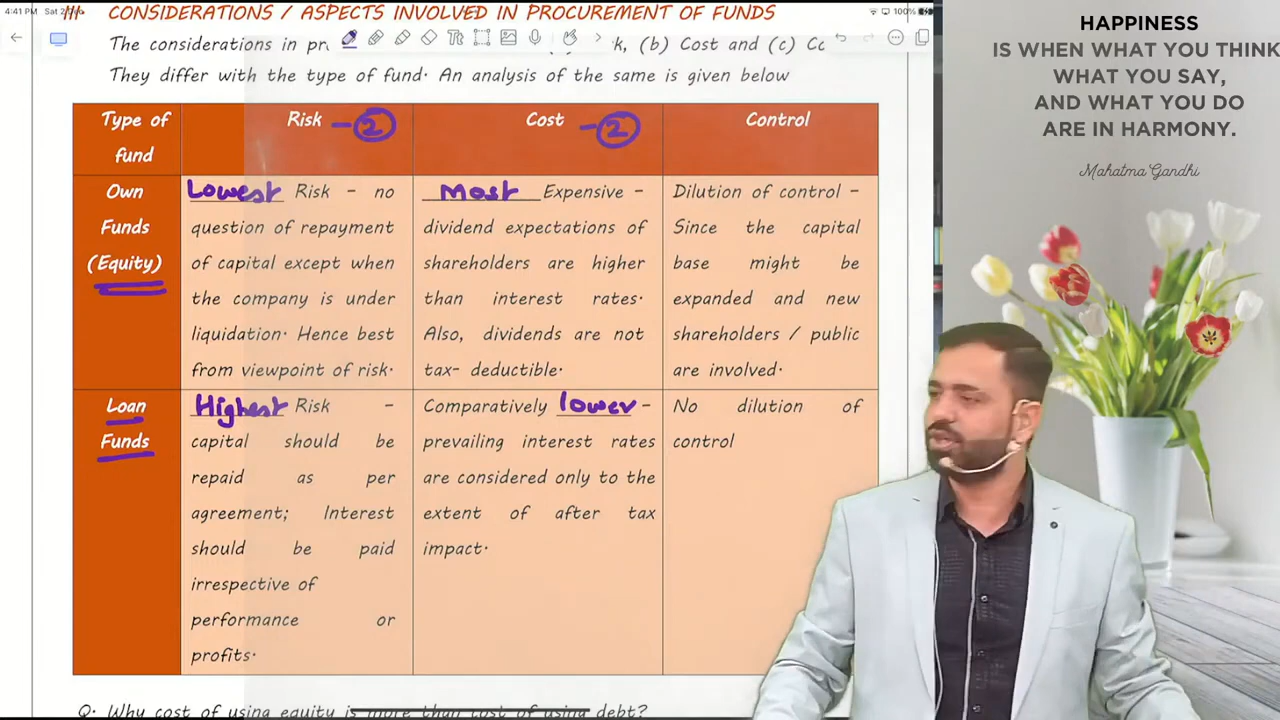 4:41 PM Sat 2
100%
CONSIDERATIONS / ASPECTS INVOLVED IN PROCUREMENT OF FUNDS
The considerations in k, (b) Cost and (c)
They differ with the type of fund. An analysis of the same is given below
Type of
fund
Risk - 2
Cost - 2
Control
Own
Funds
(Equity)
Lowest Risk - no
question of repayment
of capital except when
the company is under
liquidation. Hence best
from viewpoint of risk.
Most Expensive -
dividend expectations of
shareholders are higher
than interest rates.
Also, dividends are not
tax- deductible.
Dilution of control -
Since the capital
base might be
expanded and new
shareholders / public
are involved.
Loan
Funds
Highest Risk -
capital should be
repaid as per
agreement; Interest
should be paid
irrespective of
performance or
profits.
Comparatively lower -
prevailing interest rates
are considered only to the
extent of after tax
impact.
No dilution of
control
Q. Why cost of using equity is more than cost of using debt?
HAPPINESS
IS WHEN WHAT YOU THINK
WHAT YOU SAY,
AND WHAT YOU DO
ARE IN HARMONY.
Mahatma Gandhi